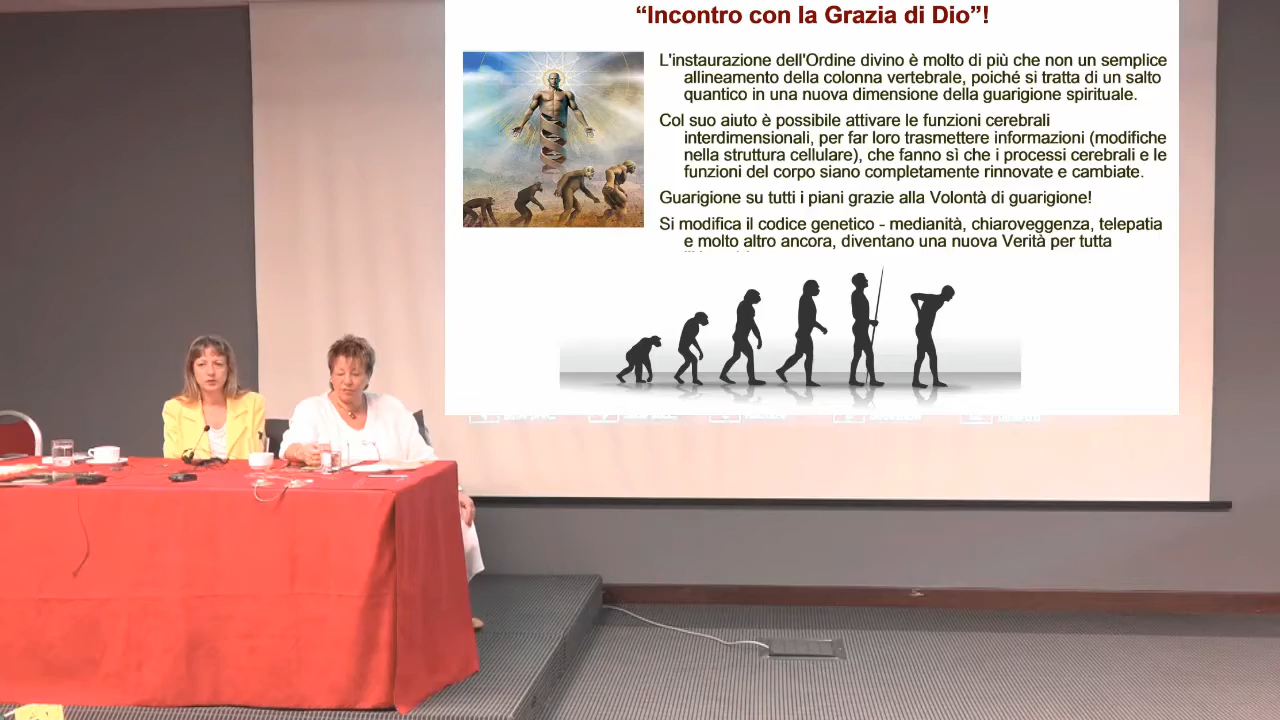 “Incontro con la Grazia di Dio”!
L'instaurazione dell'Ordine divino è molto di più che non un semplice
allineamento della colonna vertebrale, poiché si tratta di un salto
quantico in una nuova dimensione della guarigione spirituale.
Col suo aiuto è possibile attivare le funzioni cerebrali
interdimensionali, per far loro trasmettere informazioni (modifiche
nella struttura cellulare), che fanno sì che i processi cerebrali e le
funzioni del corpo siano completamente rinnovate e cambiate.
Guarigione su tutti i piani grazie alla Volontà di guarigione!
Si modifica il codice genetico - medianità, chiaroveggenza, telepatia
e molto altro ancora, diventano una nuova Verità per tutta